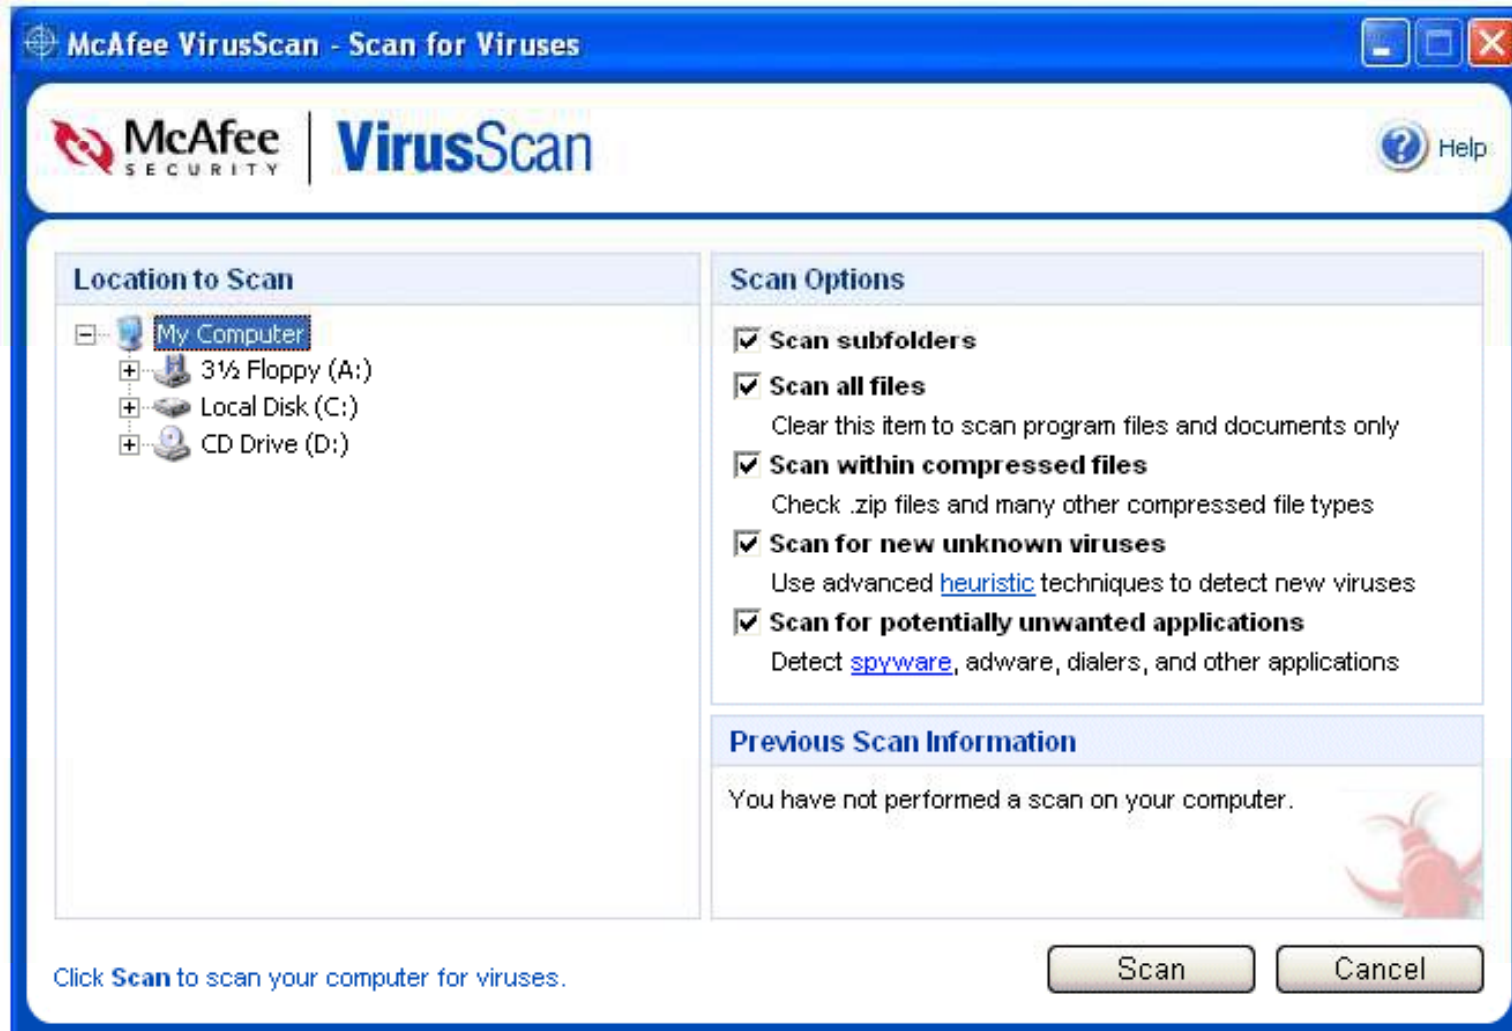 McAfee VirusScan - Scan for Viruses
McAfee
SECURITY
VirusScan
Help
Location to Scan
My Computer
3½ Floppy (A:)
Local Disk (C:)
CD Drive (D:)
Scan Options
Scan subfolders
Scan all files
Clear this item to scan program files and documents only
Scan within compressed files
Check .zip files and many other compressed file types
Scan for new unknown viruses
Use advanced heuristic techniques to detect new viruses
Scan for potentially unwanted applications
Detect spyware, adware, dialers, and other applications
Previous Scan Information
You have not performed a scan on your computer.
Click Scan to scan your computer for viruses.
Scan
Cancel